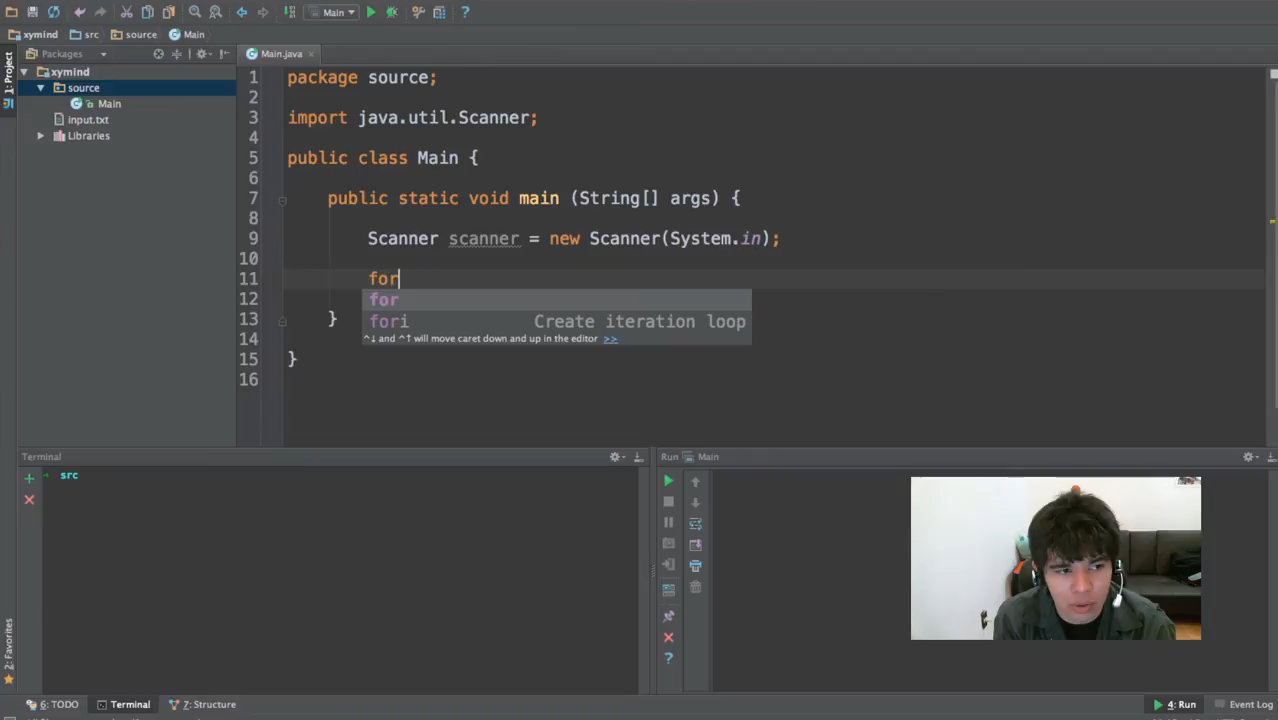 Main
xymind
src
source
Main
1: Project
Packages
Main.java
xymind
source
Main
input.txt
Libraries
1 package source;
2
3 import java.util.Scanner;
4
5 public class Main {
6
7 public static void main (String[] args) {
8
9 Scanner scanner = new Scanner(System.in);
10
11 for
12 for
fori Create iteration loop
^↓ and ^↑ will move caret down and up in the editor >>
13 }
14
15 }
16
Terminal
src
Run Main
2: Favorites
6: TODO
Terminal
7: Structure
4: Run
Event Log